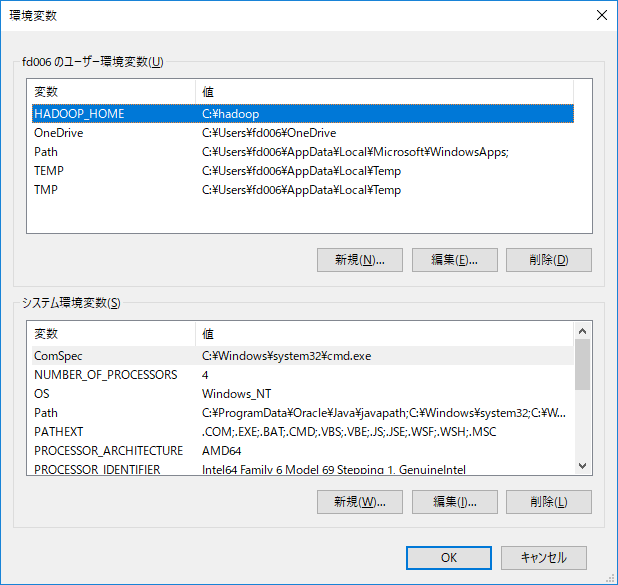 環境変数
fd006 のユーザー環境変数(U)
変数 値
HADOOP_HOME C:¥hadoop
OneDrive C:¥Users¥fd006¥OneDrive
Path C:¥Users¥fd006¥AppData¥Local¥Microsoft¥WindowsApps;
TEMP C:¥Users¥fd006¥AppData¥Local¥Temp
TMP C:¥Users¥fd006¥AppData¥Local¥Temp
新規(N)... 編集(E)... 削除(D)
システム環境変数(S)
変数 値
ComSpec C:¥Windows¥system32¥cmd.exe
NUMBER_OF_PROCESSORS 4
OS Windows_NT
Path C:¥ProgramData¥Oracle¥Java¥javapath;C:¥Windows¥system32;C:¥W...
PATHEXT .COM;.EXE;.BAT;.CMD;.VBS;.VBE;.JS;.JSE;.WSF;.WSH;.MSC
PROCESSOR_ARCHITECTURE AMD64
PROCESSOR_IDENTIFIER Intel64 Family 6 Model 69 Stepping 1, GenuineIntel
新規(W)... 編集(I)... 削除(L)
OK キャンセル